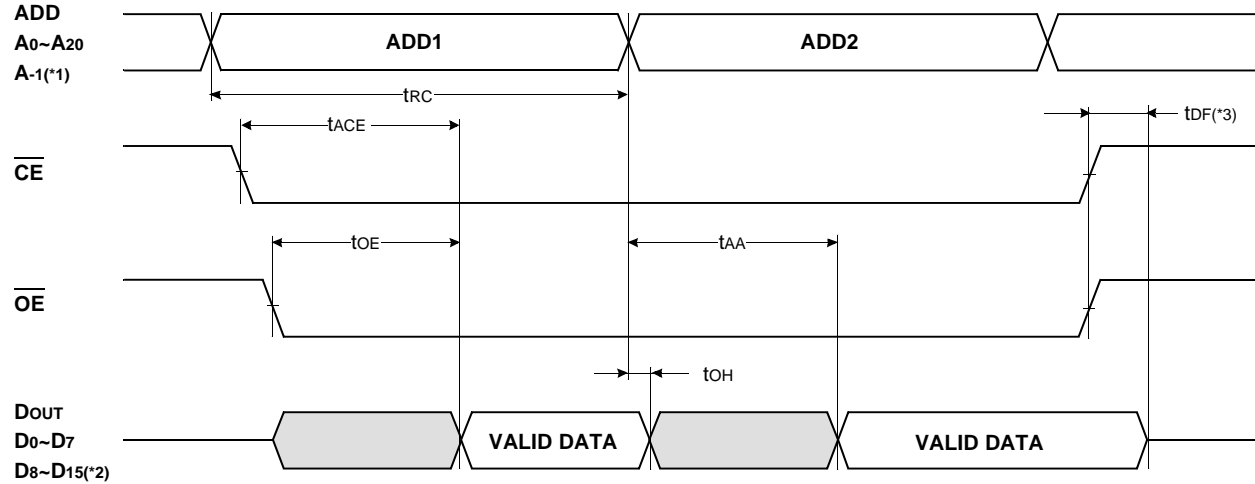 ADD
A0~A20
A-1(*1)
ADD1
ADD2
tRC
tACE
tDF(*3)
CE
tOE
tAA
OE
tOH
DOUT
D0~D7
D8~D15(*2)
VALID DATA
VALID DATA